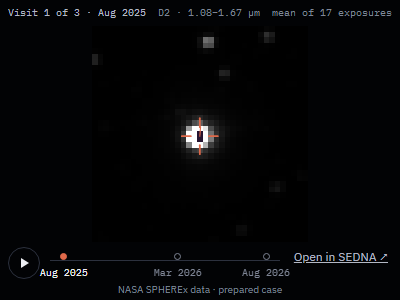 Visit 1 of 3 · Aug 2025 D2 · 1.08–1.67 μm mean of 17 exposures
Open in SEDNA ↗
Aug 2025 Mar 2026 Aug 2026
NASA SPHEREx data · prepared case